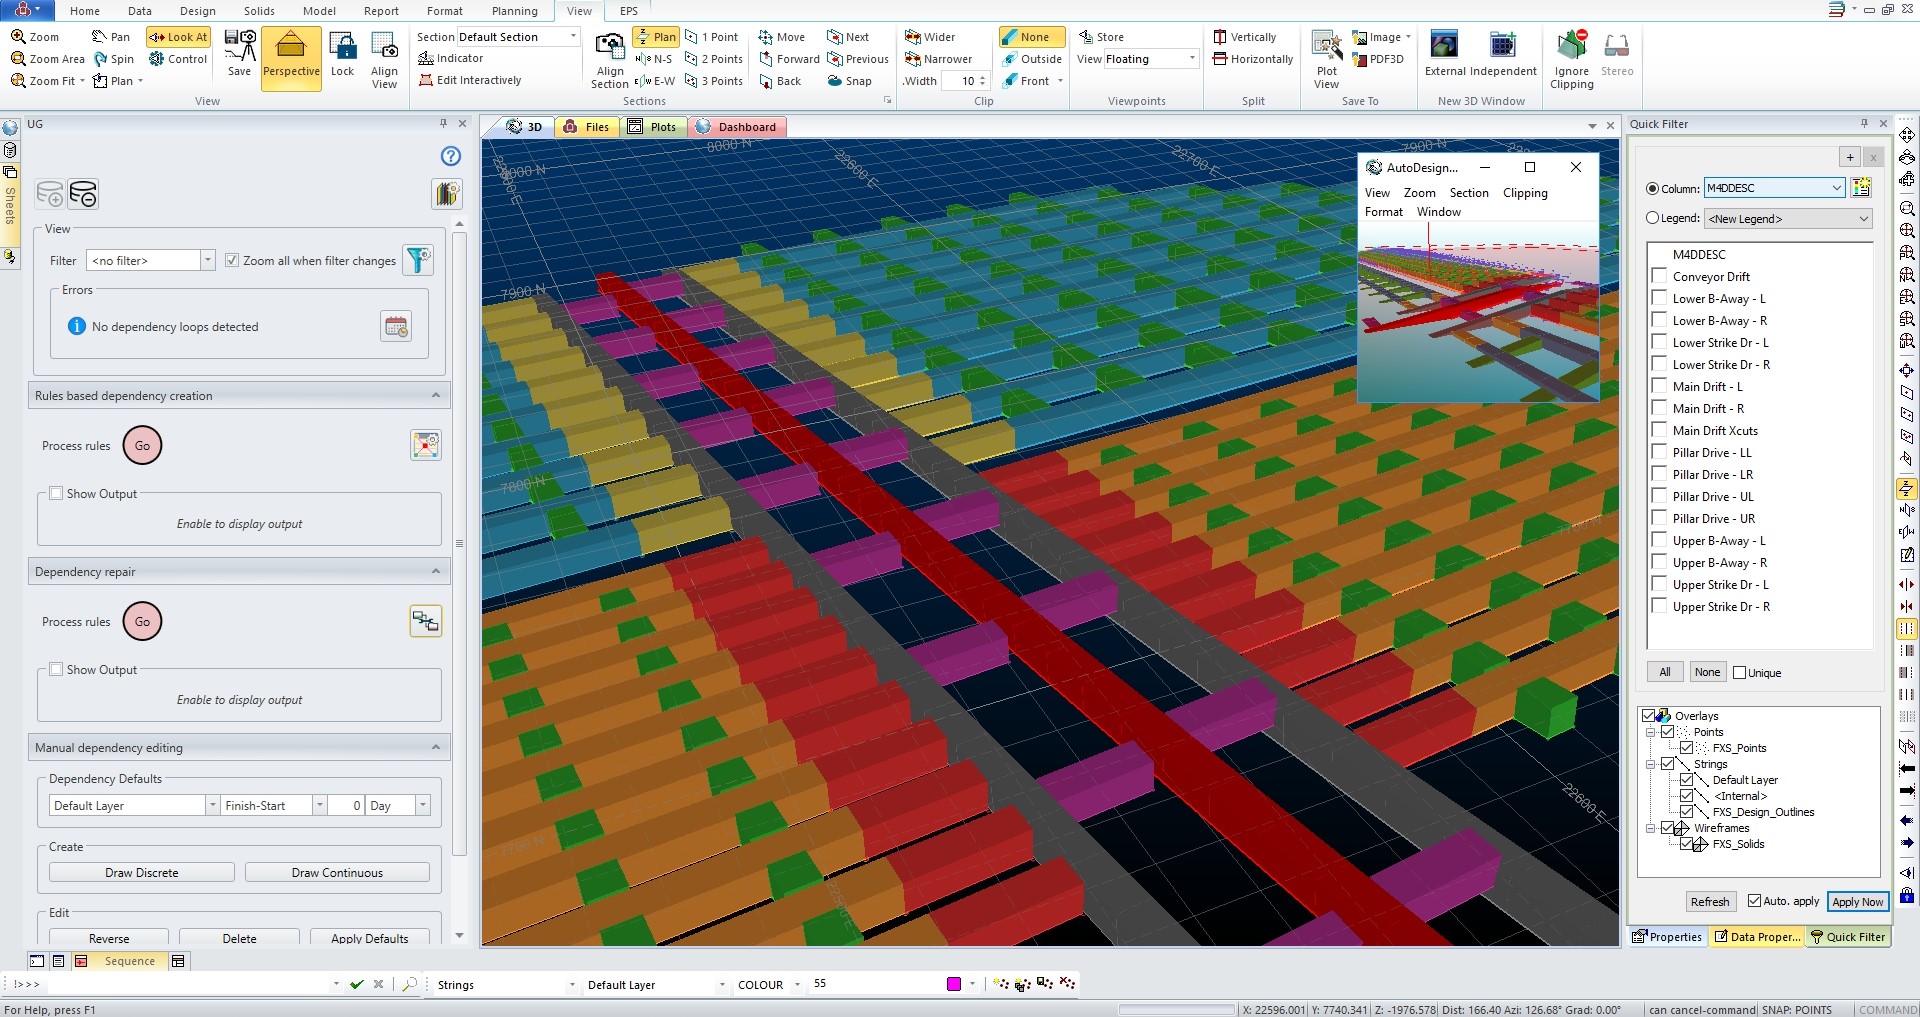 Home Data Design Solids Model Report Format Planning View EPS
Zoom Pan Look At
Zoom Area Spin Control
Zoom Fit Plan
Save Perspective Lock Align View
View
Section Default Section
Indicator
Edit Interactively
Align Section
Plan 1 Point Move Next
N-S 2 Points Forward Previous
E-W 3 Points Back Snap
Sections
Wider None
Narrower Outside
.Width 10 Front
Clip
Store
View Floating
Viewpoints
Vertically
Horizontally
Split
Plot View
Image
PDF3D
Save To
External Independent
New 3D Window
Ignore Clipping Stereo
UG
Sheets
View
Filter <no filter> Zoom all when filter changes
Errors
No dependency loops detected
Rules based dependency creation
Process rules Go
Show Output
Enable to display output
Dependency repair
Process rules Go
Show Output
Enable to display output
Manual dependency editing
Dependency Defaults
Default Layer Finish-Start 0 Day
Create
Draw Discrete Draw Continuous
Edit
Reverse Delete Apply Defaults
Sequence
3D Files Plots Dashboard
8000 N
7900 N
22600 E
22700 E
7900 N
7800 N
22600 E
AutoDesign...
View Zoom Section Clipping
Format Window
Quick Filter
+ x
Column: M4DDESC
Legend: <New Legend>
M4DDESC
Conveyor Drift
Lower B-Away - L
Lower B-Away - R
Lower Strike Dr - L
Lower Strike Dr - R
Main Drift - L
Main Drift - R
Main Drift Xcuts
Pillar Drive - LL
Pillar Drive - LR
Pillar Drive - UL
Pillar Drive - UR
Upper B-Away - L
Upper B-Away - R
Upper Strike Dr - L
Upper Strike Dr - R
All None Unique
Overlays
Points
FXS_Points
Strings
Default Layer
<Internal>
FXS_Design_Outlines
Wireframes
FXS_Solids
Refresh Auto. apply Apply Now
Properties Data Proper... Quick Filter
!>>> Strings Default Layer COLOUR 55
For Help, press F1
X: 22596.001 Y: 7740.341 Z: -1976.578 Dist: 166.40 Azi: 126.68° Grad: 0.00° can cancel-command SNAP: POINTS COMMAND